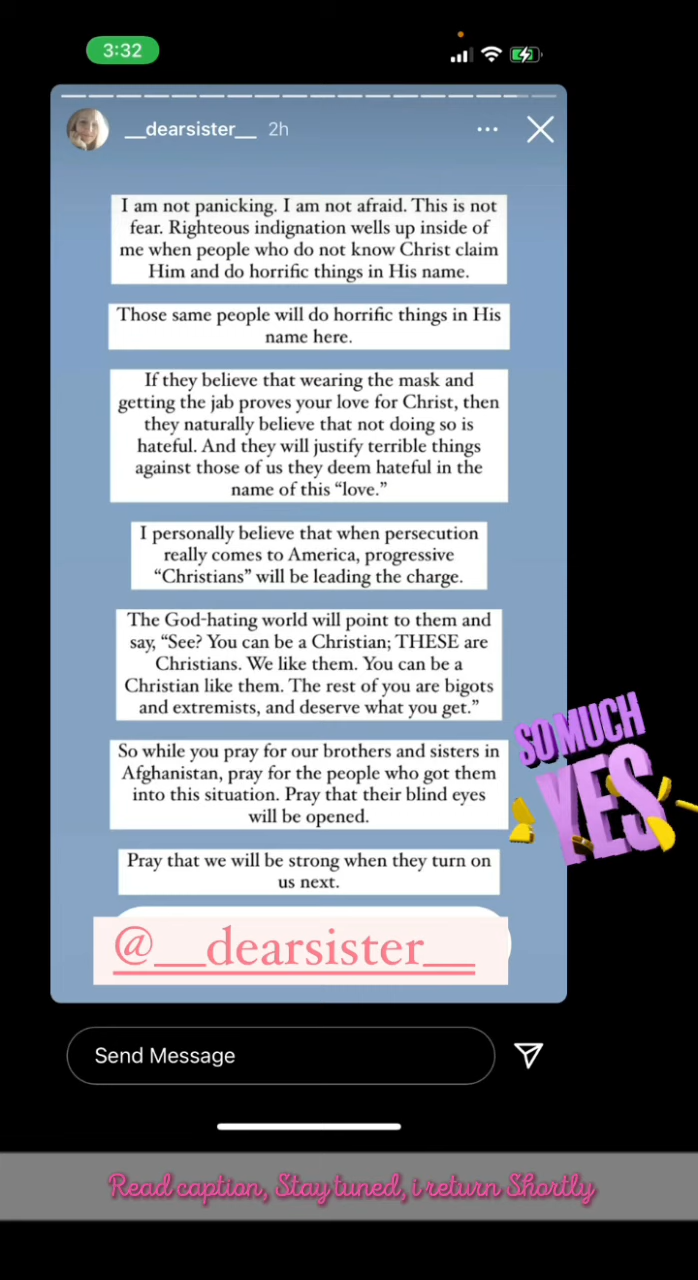 3:32
__dearsister__ 2h
I am not panicking. I am not afraid. This is not
fear. Righteous indignation wells up inside of
me when people who do not know Christ claim
Him and do horrific things in His name.
Those same people will do horrific things in His
name here.
If they believe that wearing the mask and
getting the jab proves your love for Christ, then
they naturally believe that not doing so is
hateful. And they will justify terrible things
against those of us they deem hateful in the
name of this “love.”
I personally believe that when persecution
really comes to America, progressive
“Christians” will be leading the charge.
The God-hating world will point to them and
say, “See? You can be a Christian; THESE are
Christians. We like them. You can be a
Christian like them. The rest of you are bigots
and extremists, and deserve what you get.”
SO MUCH
YES
So while you pray for our brothers and sisters in
Afghanistan, pray for the people who got them
into this situation. Pray that their blind eyes
will be opened.
Pray that we will be strong when they turn on
us next.
@__dearsister__
Send Message
Read caption, Stay tuned, i return Shortly